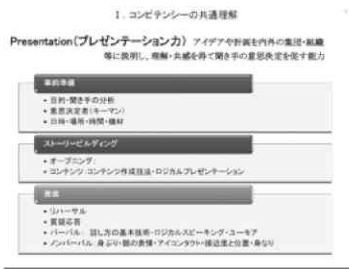 Ⅰ．コンピテンシーの共通理解
Presentation(プレゼンテーション力) アイデアや計画を内外の集団・組織
等に説明し、理解・共感を得て聞き手の意思決定を促す能力
事前準備
• 目的・聞き手の分析
• 意思決定者(キーマン)
• 日時・場所・時間・機材
ストーリービルディング
• オープニング：
• コンテンツ：コンテンツ作成技法・ロジカルプレゼンテーション
• リハーサル
• 質疑応答
• バーバル： 話し方の基本技術・ロジカルスピーキング・ユーモア
• ノンバーバル：身ぶり・顔の表情・アイコンタクト・接近度と位置・身なり